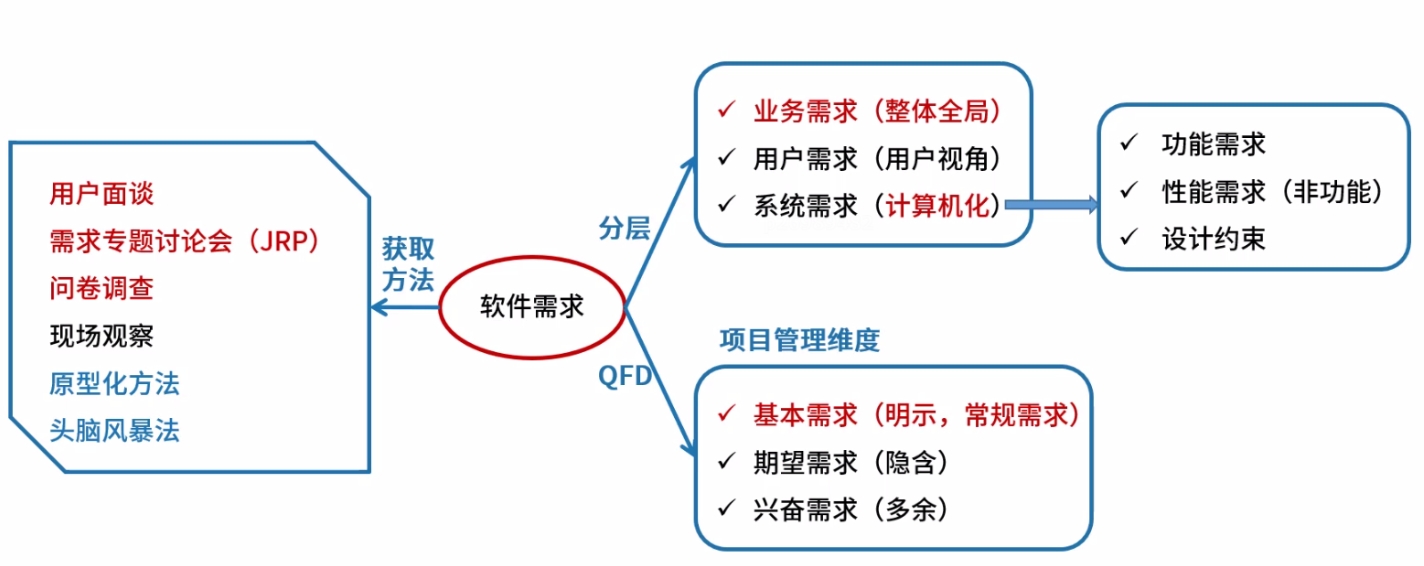 用户面谈
需求专题讨论会（JRP）
问卷调查
现场观察
原型化方法
头脑风暴法
获取
方法
软件需求
分层
QFD
✓ 业务需求（整体全局）
✓ 用户需求（用户视角）
✓ 系统需求（计算机化）
✓ 功能需求
✓ 性能需求（非功能）
✓ 设计约束
项目管理维度
✓ 基本需求（明示，常规需求）
✓ 期望需求（隐含）
✓ 兴奋需求（多余）